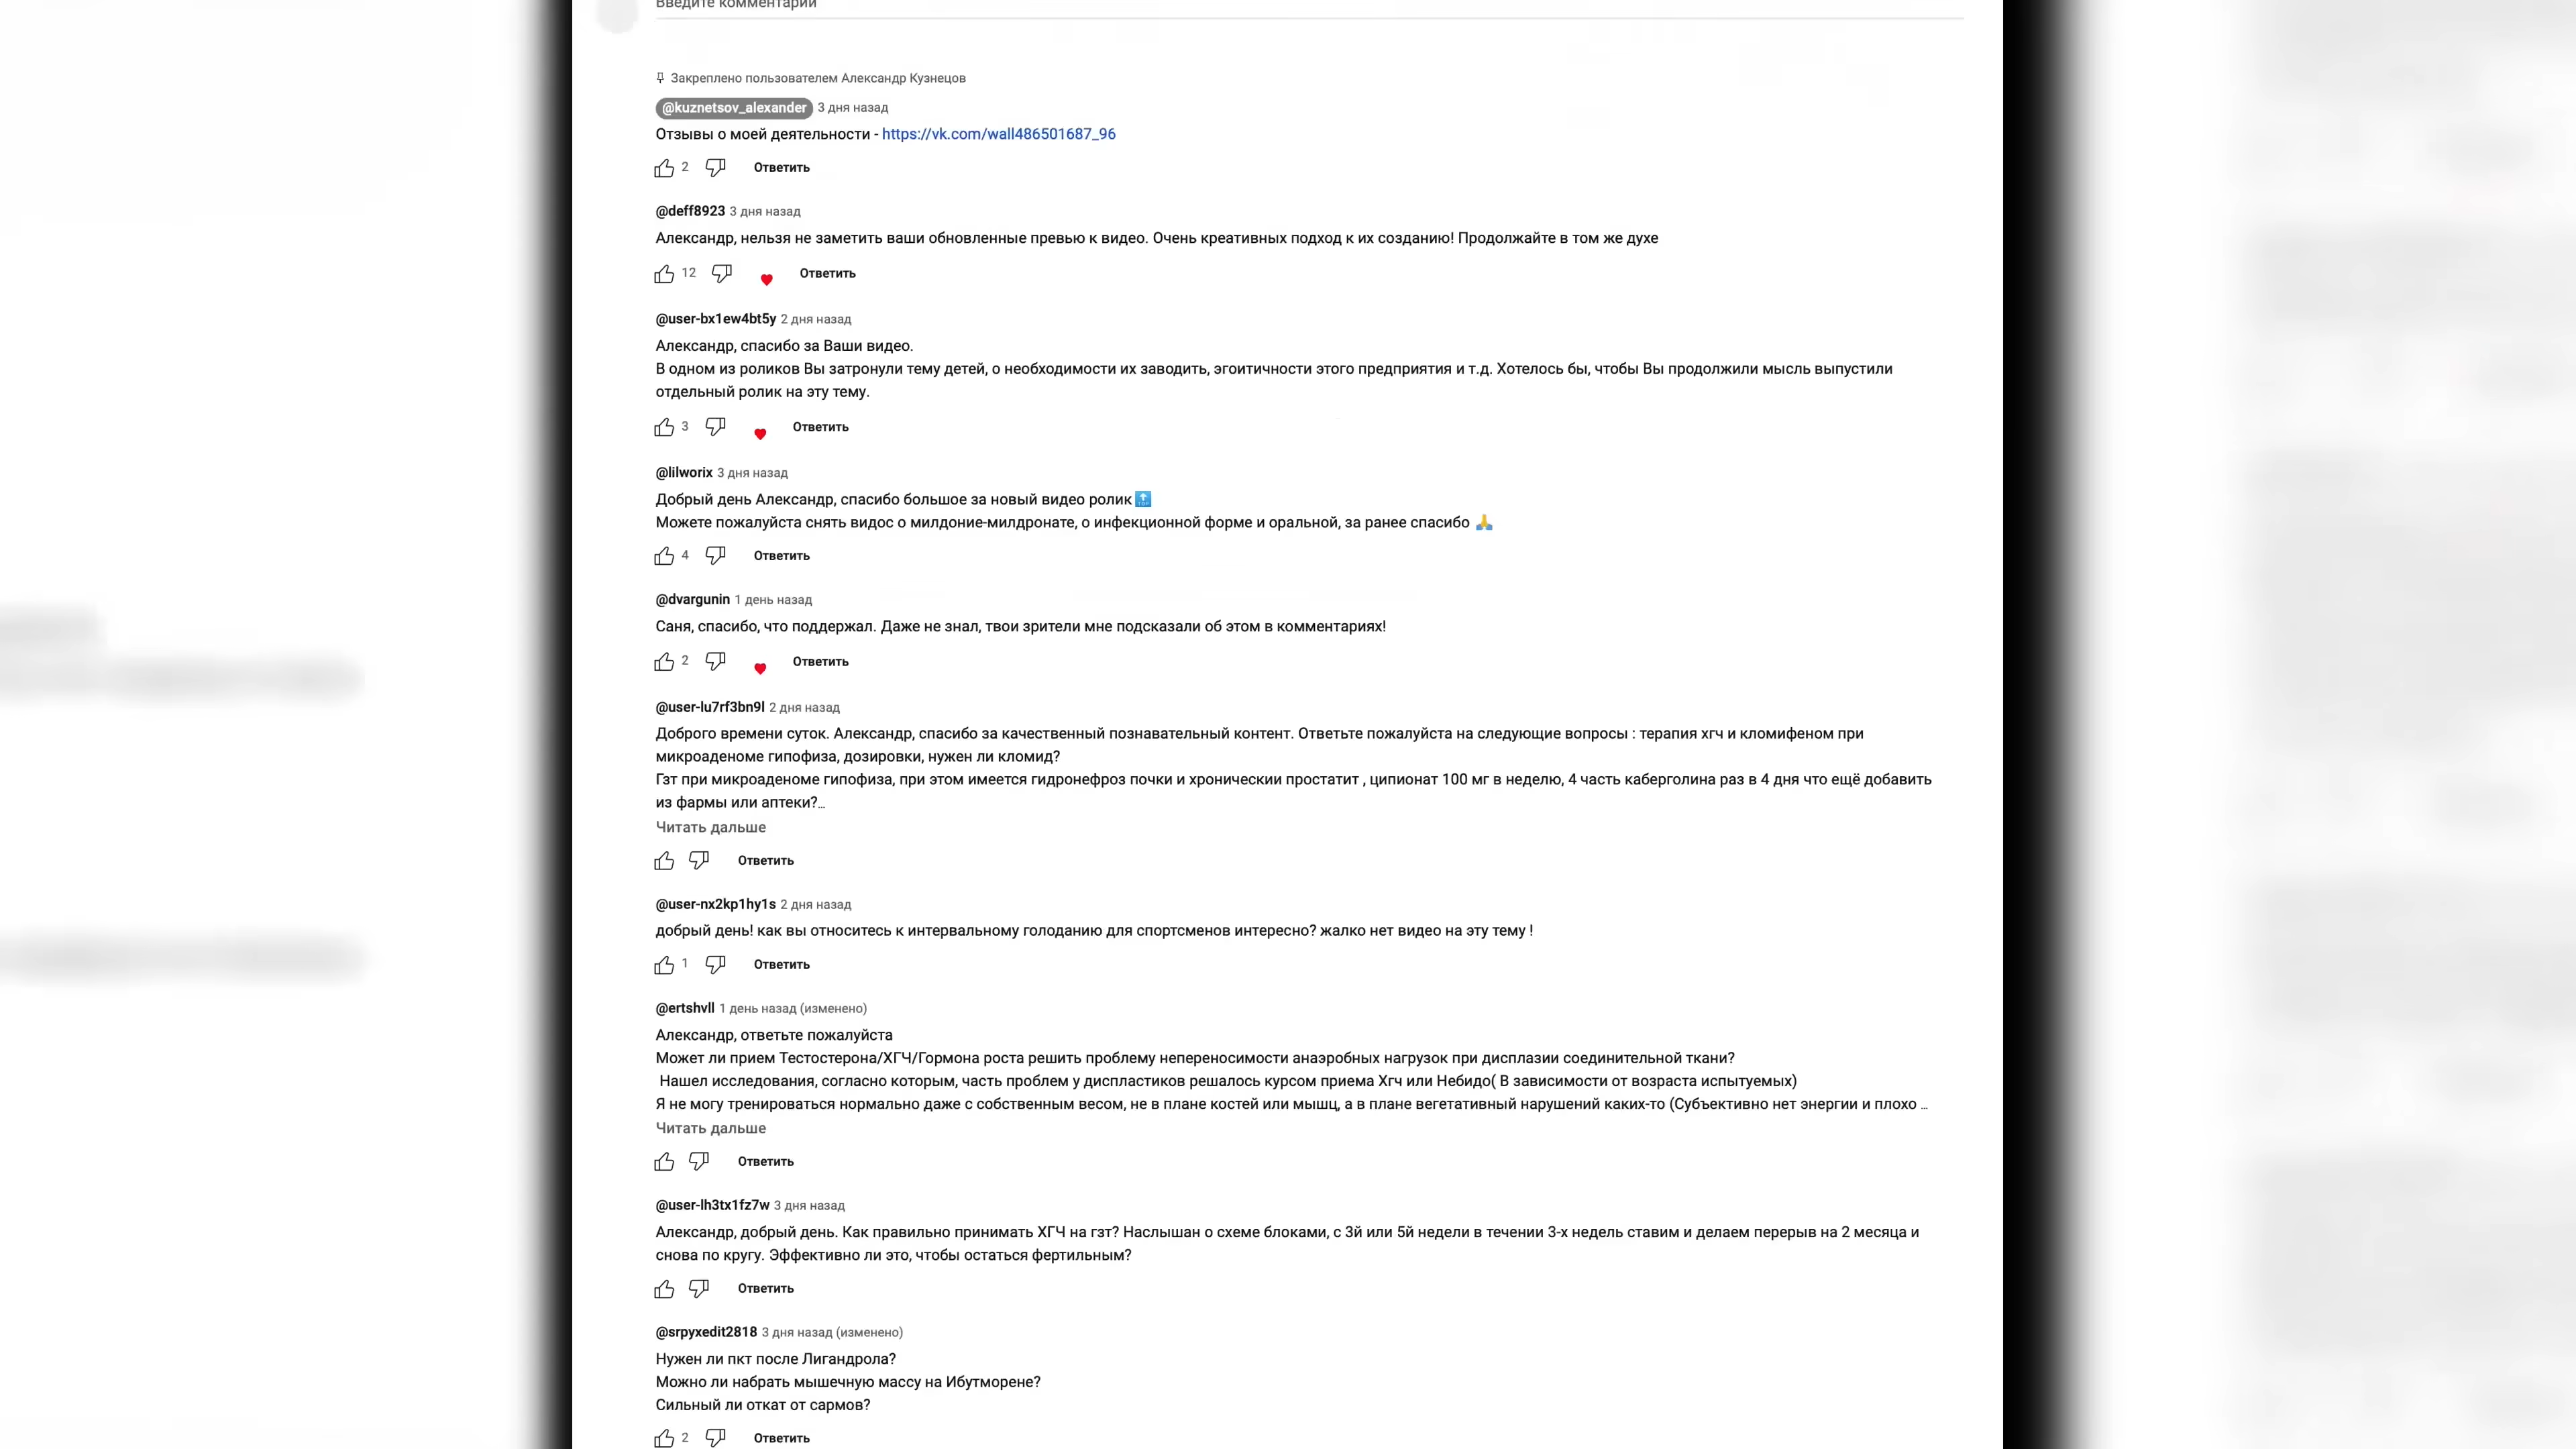 Введите комментарий
Закреплено пользователем Александр Кузнецов
@kuznetsov_alexander 3 дня назад
Отзывы о моей деятельности - https://vk.com/wall486501687_96
2 Ответить
@deff8923 3 дня назад
Александр, нельзя не заметить ваши обновленные превью к видео. Очень креативных подход к их созданию! Продолжайте в том же духе
12 Ответить
@user-bx1ew4bt5y 2 дня назад
Александр, спасибо за Ваши видео.
В одном из роликов Вы затронули тему детей, о необходимости их заводить, эгоитичности этого предприятия и т.д. Хотелось бы, чтобы Вы продолжили мысль выпустили
отдельный ролик на эту тему.
3 Ответить
@lilworix 3 дня назад
Добрый день Александр, спасибо большое за новый видео ролик🔝
Можете пожалуйста снять видос о милдоние-милдронате, о инфекционной форме и оральной, за ранее спасибо 🙏
4 Ответить
@dvargunin 1 день назад
Саня, спасибо, что поддержал. Даже не знал, твои зрители мне подсказали об этом в комментариях!
2 Ответить
@user-lu7rf3bn9l 2 дня назад
Доброго времени суток. Александр, спасибо за качественный познавательный контент. Ответьте пожалуйста на следующие вопросы : терапия хгч и кломифеном при
микроаденоме гипофиза, дозировки, нужен ли кломид?
Гзт при микроаденоме гипофиза, при этом имеется гидронефроз почки и хроническии простатит , ципионат 100 мг в неделю, 4 часть каберголина раз в 4 дня что ещё добавить
из фармы или аптеки?...
Читать дальше
Ответить
@user-nx2kp1hy1s 2 дня назад
добрый день! как вы относитесь к интервальному голоданию для спортсменов интересно? жалко нет видео на эту тему !
1 Ответить
@ertshvll 1 день назад (изменено)
Александр, ответьте пожалуйста
Может ли прием Тестостерона/ХГЧ/Гормона роста решить проблему непереносимости анаэробных нагрузок при дисплазии соединительной ткани?
Нашел исследования, согласно которым, часть проблем у диспластиков решалось курсом приема Хгч или Небидо( В зависимости от возраста испытуемых)
Я не могу тренироваться нормально даже с собственным весом, не в плане костей или мышц, а в плане вегетативный нарушений каких-то (Субъективно нет энергии и плохо ...
Читать дальше
Ответить
@user-lh3tx1fz7w 3 дня назад
Александр, добрый день. Как правильно принимать ХГЧ на гзт? Наслышан о схеме блоками, с 3й или 5й недели в течении 3-х недель ставим и делаем перерыв на 2 месяца и
снова по кругу. Эффективно ли это, чтобы остаться фертильным?
Ответить
@srpyxedit2818 3 дня назад (изменено)
Нужен ли пкт после Лигандрола?
Можно ли набрать мышечную массу на Ибутморене?
Сильный ли откат от сармов?
2 Ответить